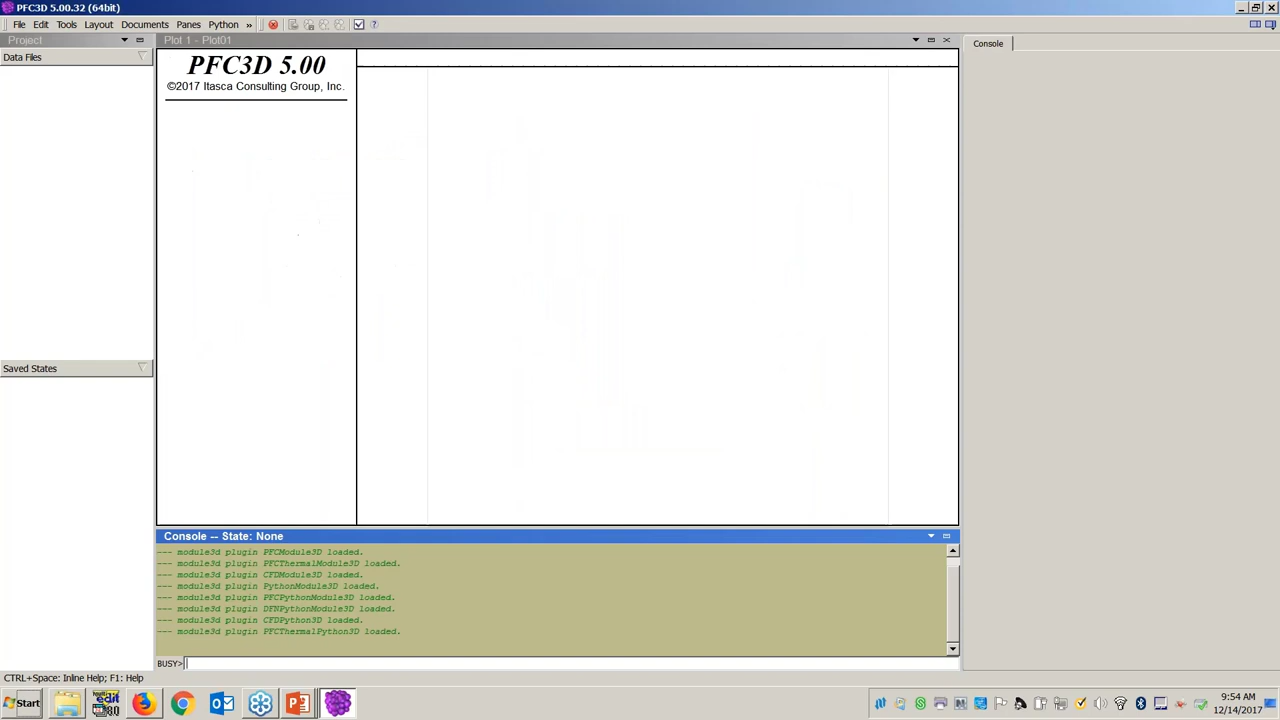 PFC3D 5.00.32 (64bit)
File Edit Tools Layout Documents Panes Python »
Project
Plot 1 - Plot01
Console
Data Files
PFC3D 5.00
©2017 Itasca Consulting Group, Inc.
Saved States
Console -- State: None
--- module3d plugin PFCModule3D loaded.
--- module3d plugin PFCThermalModule3D loaded.
--- module3d plugin CFDModule3D loaded.
--- module3d plugin PythonModule3D loaded.
--- module3d plugin PFCPythonModule3D loaded.
--- module3d plugin DFNPythonModule3D loaded.
--- module3d plugin CFDPython3D loaded.
--- module3d plugin PFCThermalPython3D loaded.
BUSY>
CTRL+Space: Inline Help; F1: Help
Start
9:54 AM
12/14/2017